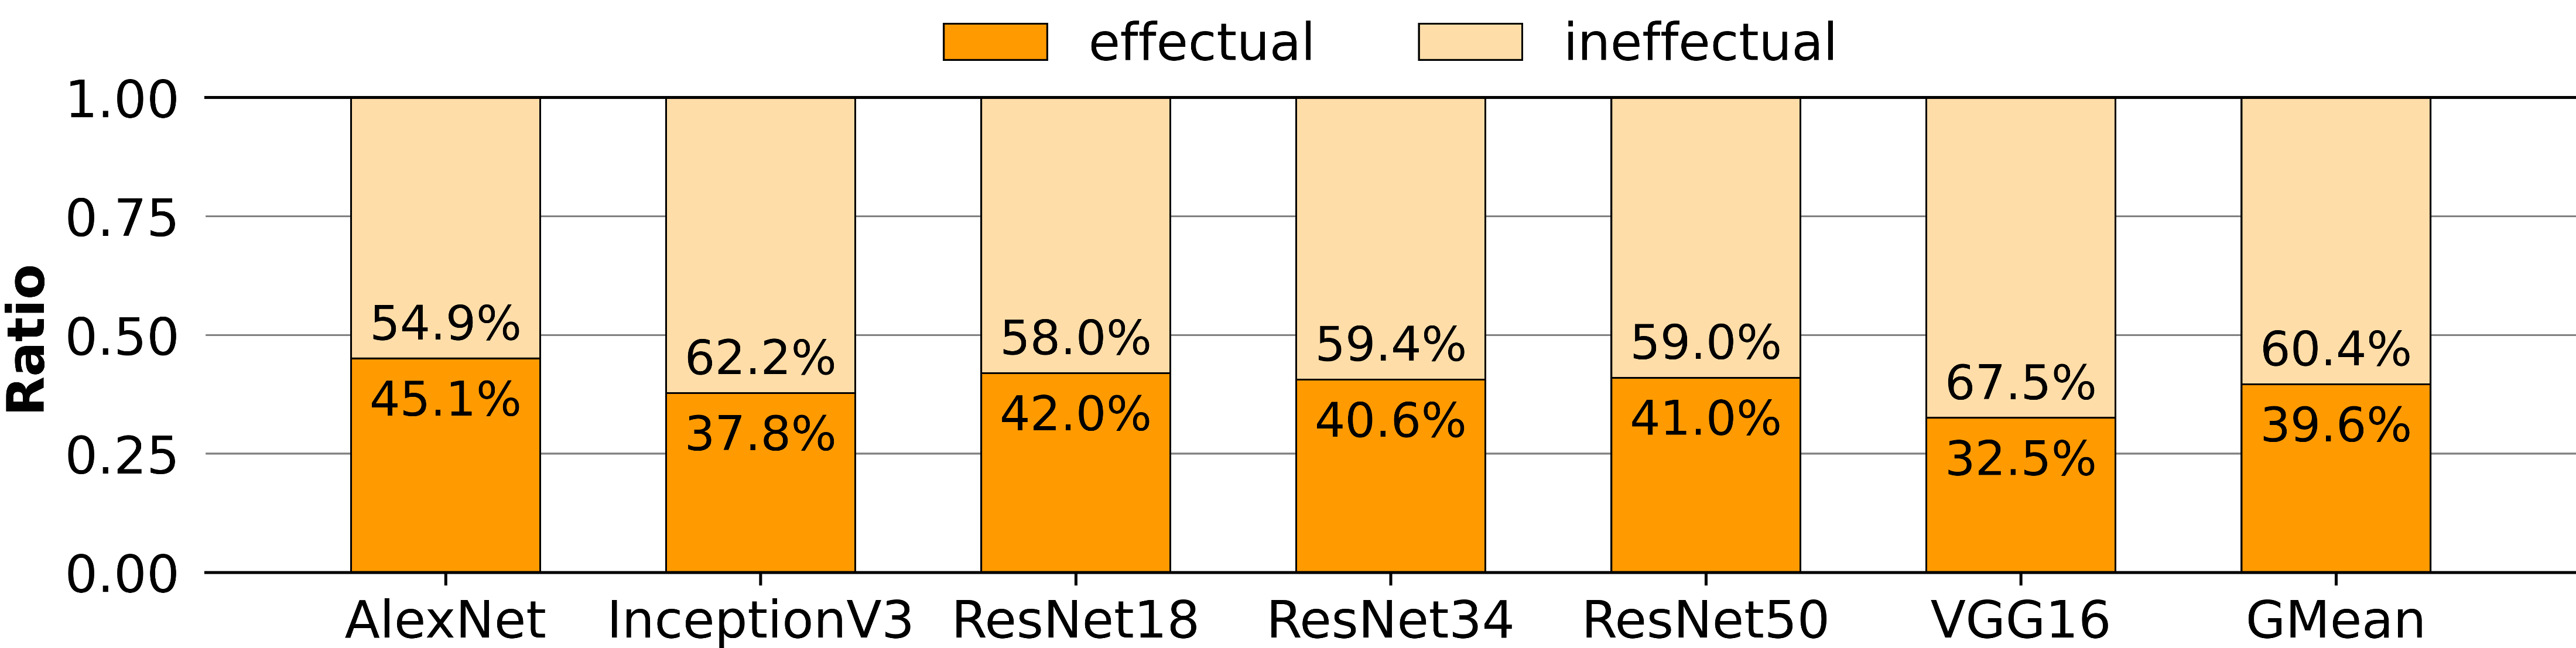 effectual ineffectual
Ratio
1.00
0.75
0.50
0.25
0.00
54.9% 62.2% 58.0% 59.4% 59.0% 67.5% 60.4%
45.1% 37.8% 42.0% 40.6% 41.0% 32.5% 39.6%
AlexNet InceptionV3 ResNet18 ResNet34 ResNet50 VGG16 GMean